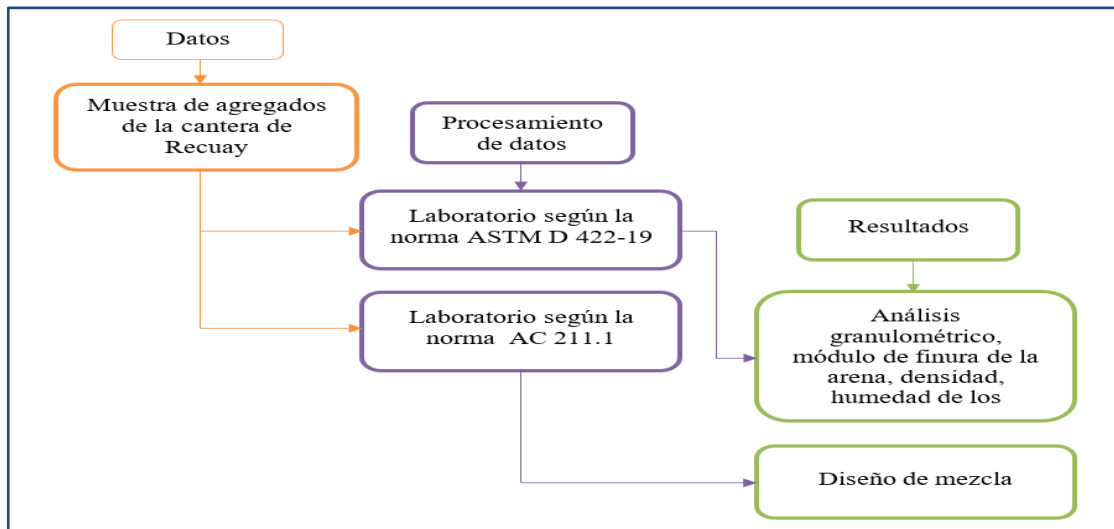 Datos
Muestra de agregados
de la cantera de
Recuay
Procesamiento
de datos
Laboratorio según la
norma ASTM D 422-19
Laboratorio según la
norma AC 211.1
Resultados
Análisis
granulométrico,
módulo de finura de la
arena, densidad,
humedad de los
Diseño de mezcla